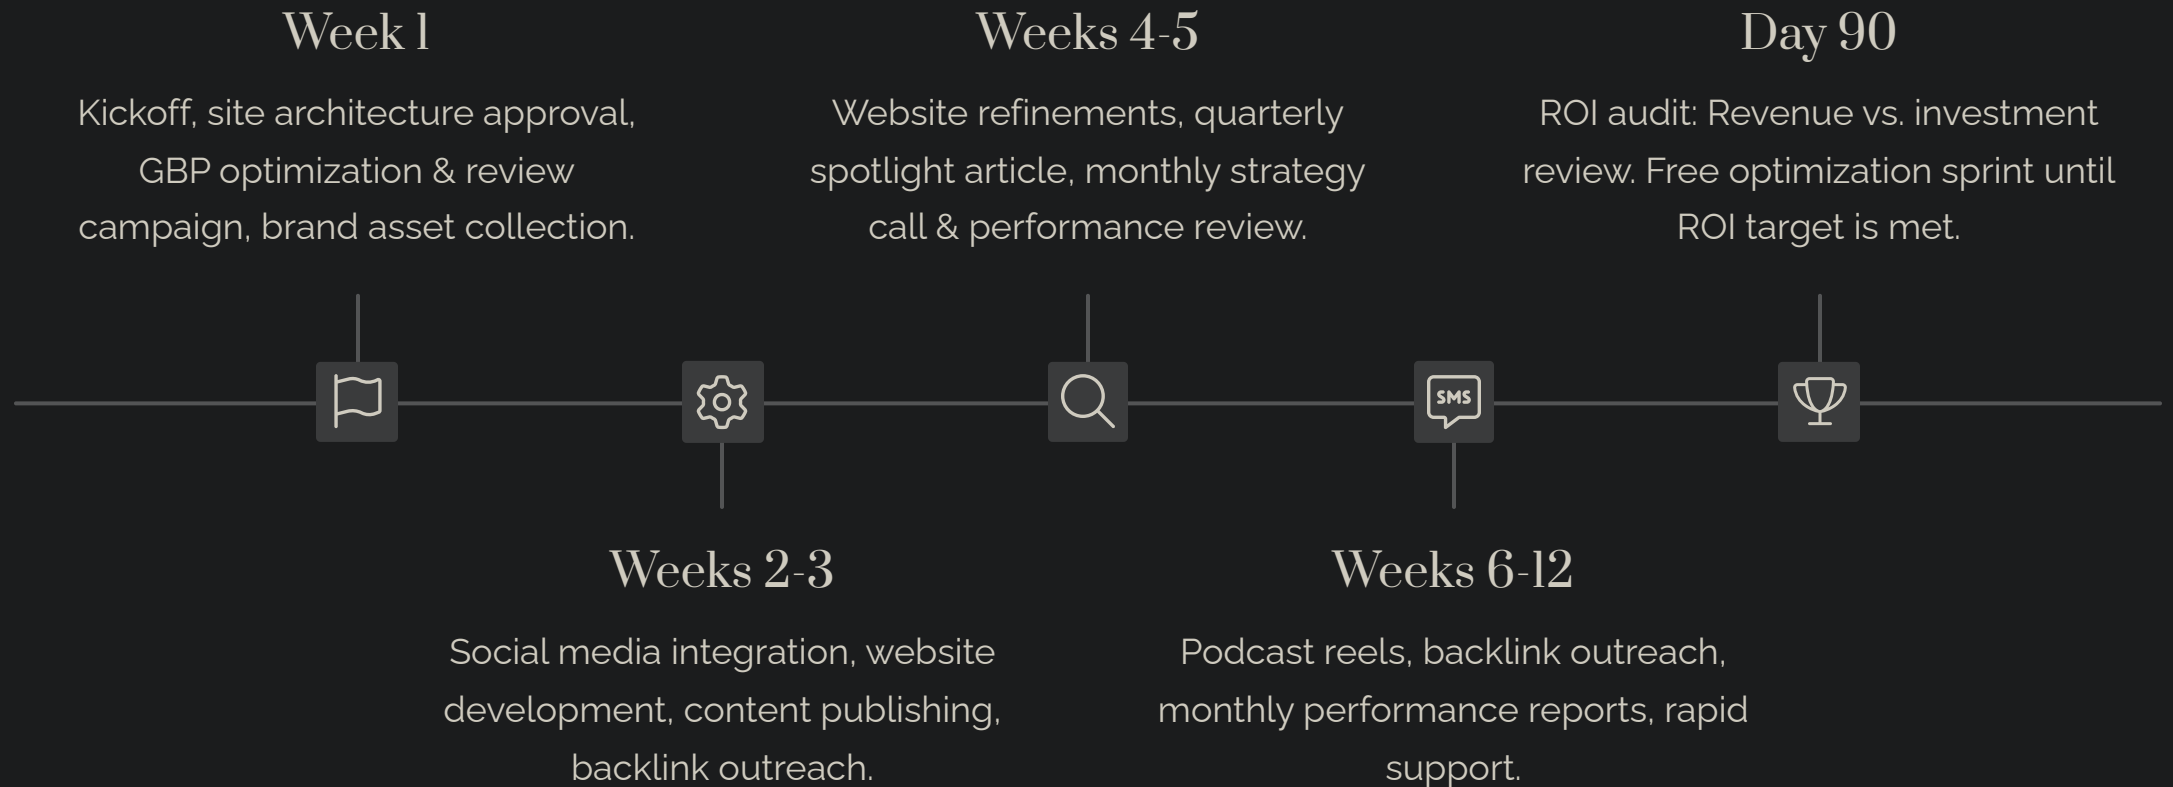 Week 1
Kickoff, site architecture approval,
GBP optimization & review
campaign, brand asset collection.
Weeks 4-5
Website refinements, quarterly
spotlight article, monthly strategy
call & performance review.
Day 90
ROI audit: Revenue vs. investment
review. Free optimization sprint until
ROI target is met.
SMS
Weeks 2-3
Social media integration, website
development, content publishing,
backlink outreach.
Weeks 6-12
Podcast reels, backlink outreach,
monthly performance reports, rapid
support.